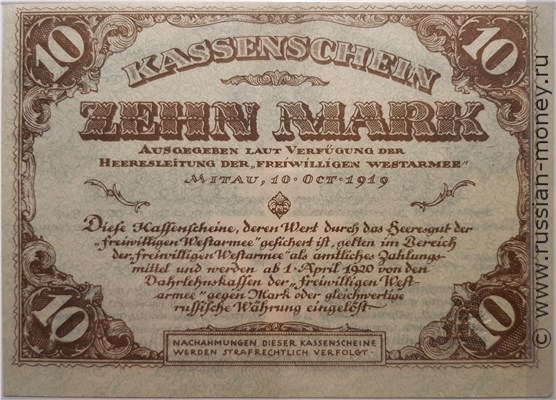 10 10
KASSENSCHEIN
ZEHN MARK
AUSGEGEBEN LAUT VERFÜGUNG DER
HEERESLEITUNG DER „FREIWILLIGEN WESTARMEE“
MITAU, 10. OCT. 1919
Diese Kassenscheine, deren Wert durch das Heeresgut der
„freiwilligen Westarmee“ gesichert ist, gelten im Bereich
der „freiwilligen Westarmee“ als amtliches Zahlungs-
mittel und werden ab 1. April 1920 von den
Dahrlehnskassen der „freiwilligen West-
armee“ gegen Mark oder gleichwertige
russische Währung eingelöst
10 10
NACHAHMUNGEN DIESER KASSENSCHEINE
WERDEN STRAFRECHTLICH VERFOLGT.
© www.russian-money.ru